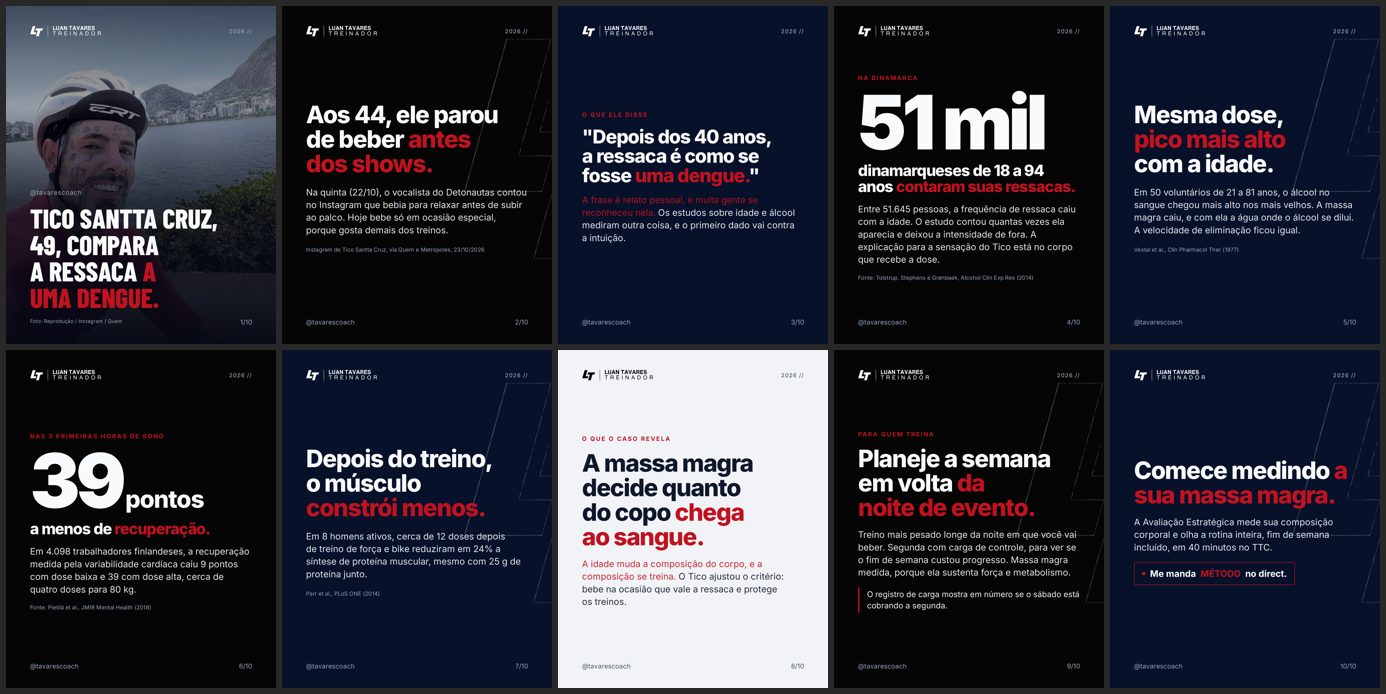 LT LUAN TAVARES
TREINADOR
2026 //
ERT
@tavarescoach
TICO SANTTA CRUZ,
49, COMPARA
A RESSACA A
UMA DENGUE.
Foto: Reprodução / Instagram / Quem
1/10
LT LUAN TAVARES
TREINADOR
2026 //
Aos 44, ele parou
de beber antes
dos shows.
Na quinta (22/10), o vocalista do Detonautas contou
no Instagram que bebia para relaxar antes de subir
ao palco. Hoje bebe só em ocasião especial,
porque gosta demais dos treinos.
Instagram de Tico Santta Cruz, via Quem e Metrópoles, 23/10/2026
@tavarescoach
2/10
LT LUAN TAVARES
TREINADOR
2026 //
O QUE ELE DISSE
"Depois dos 40 anos,
a ressaca é como se
fosse uma dengue."
A frase é relato pessoal, e muita gente se
reconheceu nela. Os estudos sobre idade e álcool
mediram outra coisa, e o primeiro dado vai contra
a intuição.
@tavarescoach
3/10
LT LUAN TAVARES
TREINADOR
2026 //
NA DINAMARCA
51 mil
dinamarqueses de 18 a 94
anos contaram suas ressacas.
Entre 51.645 pessoas, a frequência de ressaca caiu
com a idade. O estudo contou quantas vezes ela
aparecia e deixou a intensidade de fora. A
explicação para a sensação do Tico está no corpo
que recebe a dose.
Fonte: Tolstrup, Stephens e Grønbaek, Alcohol Clin Exp Res (2014)
@tavarescoach
4/10
LT LUAN TAVARES
TREINADOR
2026 //
Mesma dose,
pico mais alto
com a idade.
Em 50 voluntários de 21 a 81 anos, o álcool no
sangue chegou mais alto nos mais velhos. A massa
magra caiu, e com ela a água onde o álcool se dilui.
A velocidade de eliminação ficou igual.
Vestal et al., Clin Pharmacol Ther (1977)
@tavarescoach
5/10
LT LUAN TAVARES
TREINADOR
2026 //
NAS 3 PRIMEIRAS HORAS DE SONO
39 pontos
a menos de recuperação.
Em 4.098 trabalhadores finlandeses, a recuperação
medida pela variabilidade cardíaca caiu 9 pontos
com dose baixa e 39 com dose alta, cerca de
quatro doses para 80 kg.
Fonte: Pietilä et al., JMIR Mental Health (2018)
@tavarescoach
6/10
LT LUAN TAVARES
TREINADOR
2026 //
Depois do treino,
o músculo
constrói menos.
Em 8 homens ativos, cerca de 12 doses depois
de treino de força e bike reduziram em 24% a
síntese de proteína muscular, mesmo com 25 g de
proteína junto.
Parr et al., PLoS ONE (2014)
@tavarescoach
7/10
LT LUAN TAVARES
TREINADOR
2026 //
O QUE O CASO REVELA
A massa magra
decide quanto
do copo chega
ao sangue.
A idade muda a composição do corpo, e a
composição se treina. O Tico ajustou o critério:
bebe na ocasião que vale a ressaca e protege
os treinos.
@tavarescoach
8/10
LT LUAN TAVARES
TREINADOR
2026 //
PARA QUEM TREINA
Planeje a semana
em volta da
noite de evento.
Treino mais pesado longe da noite em que você vai
beber. Segunda com carga de controle, para ver se
o fim de semana custou progresso. Massa magra
medida, porque ela sustenta força e metabolismo.
O registro de carga mostra em número se o sábado está
cobrando a segunda.
@tavarescoach
9/10
LT LUAN TAVARES
TREINADOR
2026 //
Comece medindo a
sua massa magra.
A Avaliação Estratégica mede sua composição
corporal e olha a rotina inteira, fim de semana
incluído, em 40 minutos no TTC.
• Me manda MÉTODO no direct.
@tavarescoach
10/10